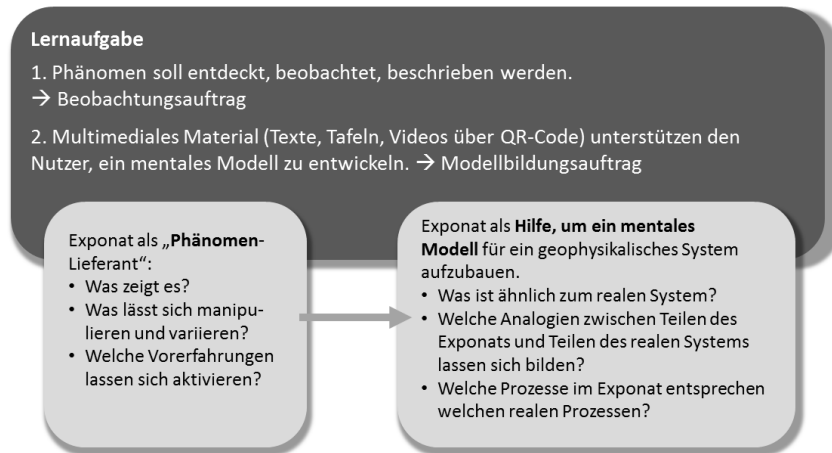 Lernaufgabe
1. Phänomen soll entdeckt, beobachtet, beschrieben werden.
→ Beobachtungsauftrag
2. Multimediales Material (Texte, Tafeln, Videos über QR-Code) unterstützen den
Nutzer, ein mentales Modell zu entwickeln. → Modellbildungsauftrag
Exponat als „Phänomen-
Lieferant“:
• Was zeigt es?
• Was lässt sich manipu-
lieren und variieren?
• Welche Vorerfahrungen
lassen sich aktivieren?
Exponat als Hilfe, um ein mentales
Modell für ein geophysikalisches System
aufzubauen.
• Was ist ähnlich zum realen System?
• Welche Analogien zwischen Teilen des
Exponats und Teilen des realen Systems
lassen sich bilden?
• Welche Prozesse im Exponat entsprechen
welchen realen Prozessen?